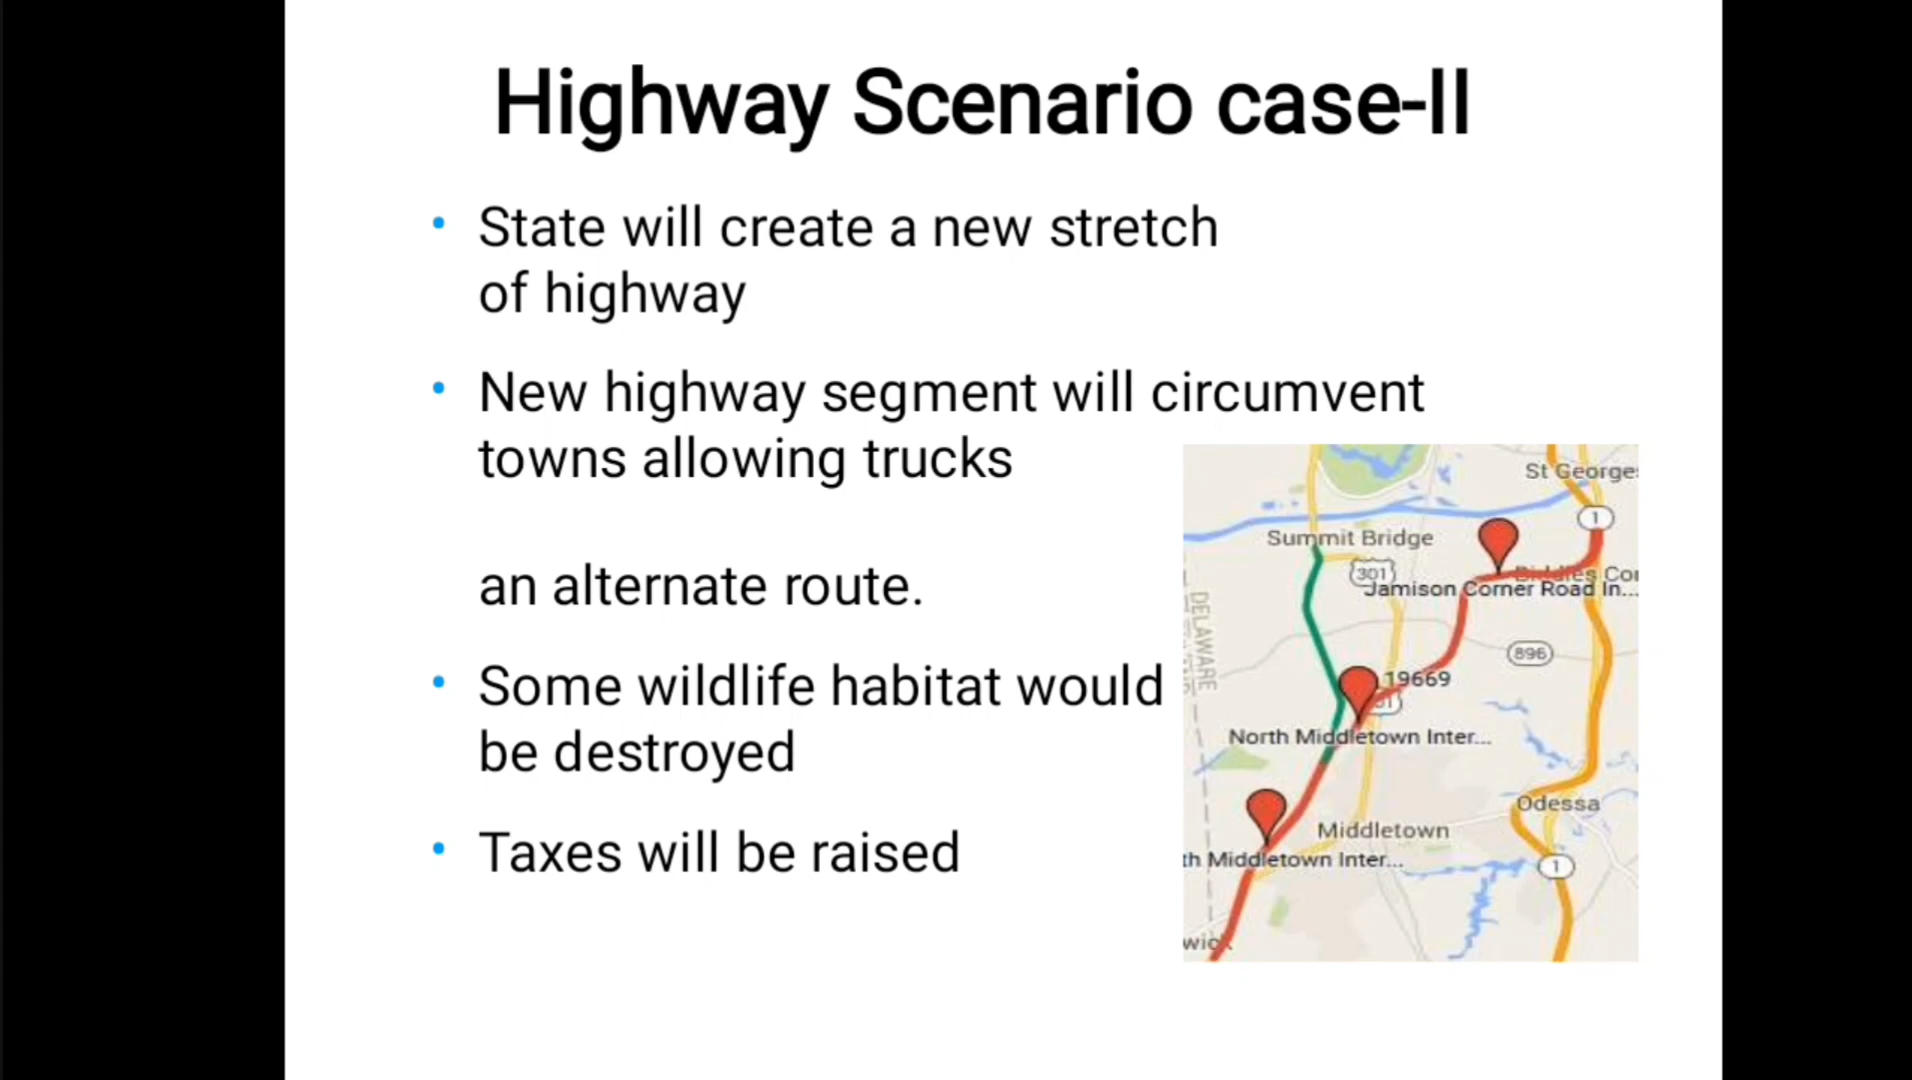 Highway Scenario case-II
• State will create a new stretch
of highway
• New highway segment will circumvent
towns allowing trucks
an alternate route.
• Some wildlife habitat would
be destroyed
• Taxes will be raised
St George
1
Summit Bridge
301
Jamison Corner Road In...
DELAWARE
896
19669
North Middletown Inter...
Odessa
Middletown
th Middletown Inter...
1
wick